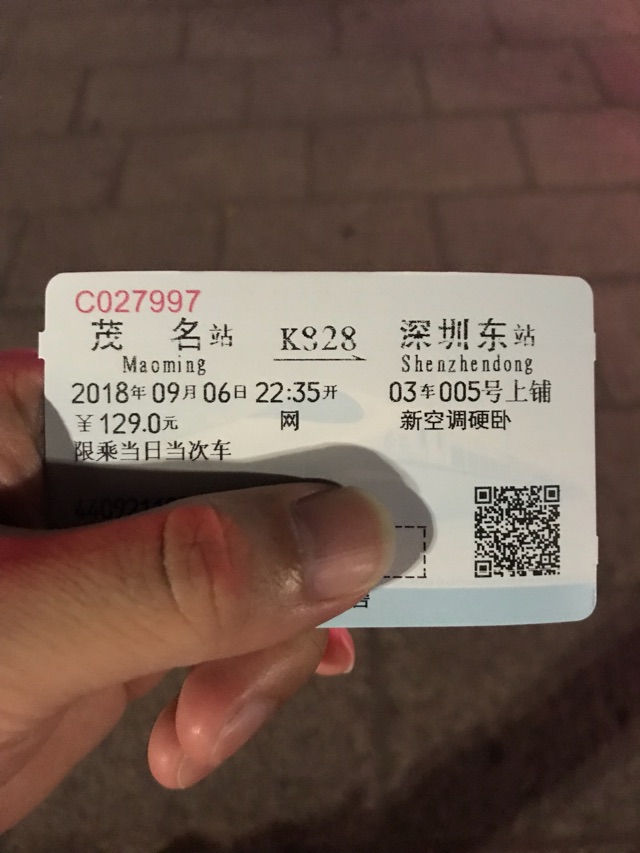 C027997
茂名站 K828 深圳东站
Maoming Shenzhendong
2018年09月06日 22:35开 03车005号上铺
￥129.0元 网 新空调硬卧
限乘当日当次车